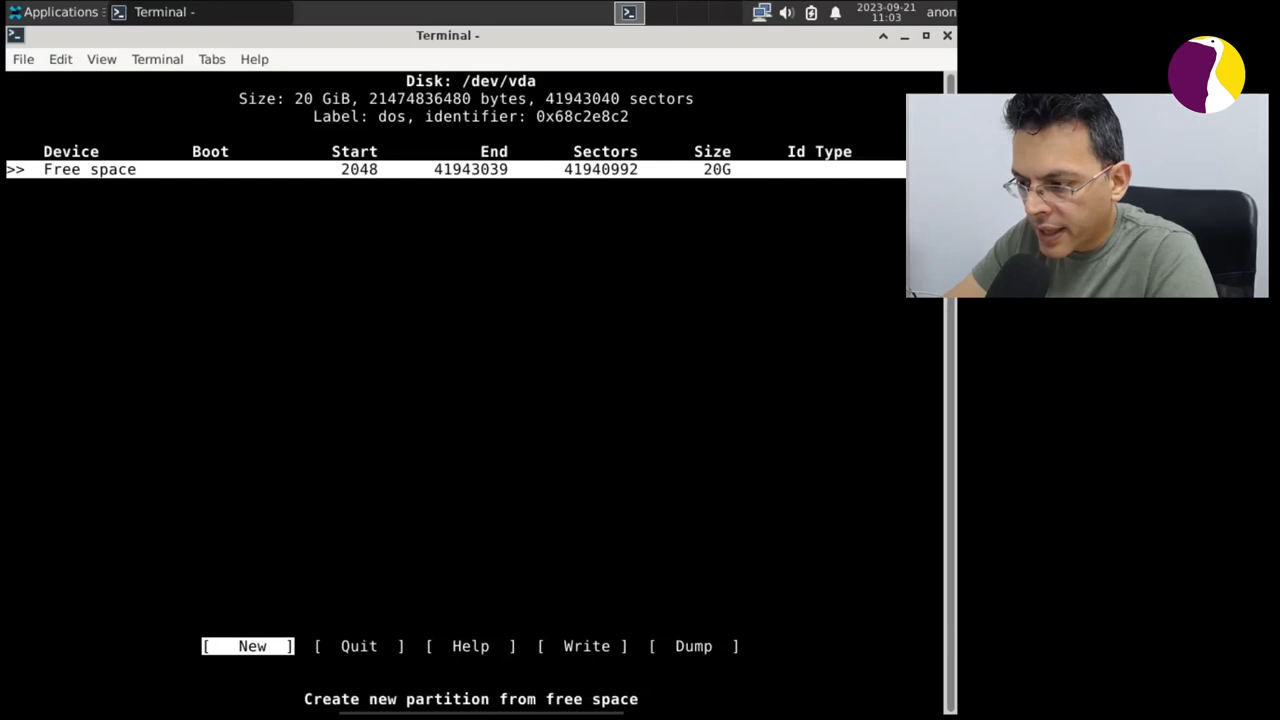 Applications Terminal - 2023-09-21 11:03 anon
Terminal -
File Edit View Terminal Tabs Help
Disk: /dev/vda
Size: 20 GiB, 21474836480 bytes, 41943040 sectors
Label: dos, identifier: 0x68c2e8c2
Device Boot Start End Sectors Size Id Type
>> Free space 2048 41943039 41940992 20G
[ New ] [ Quit ] [ Help ] [ Write ] [ Dump ]
Create new partition from free space